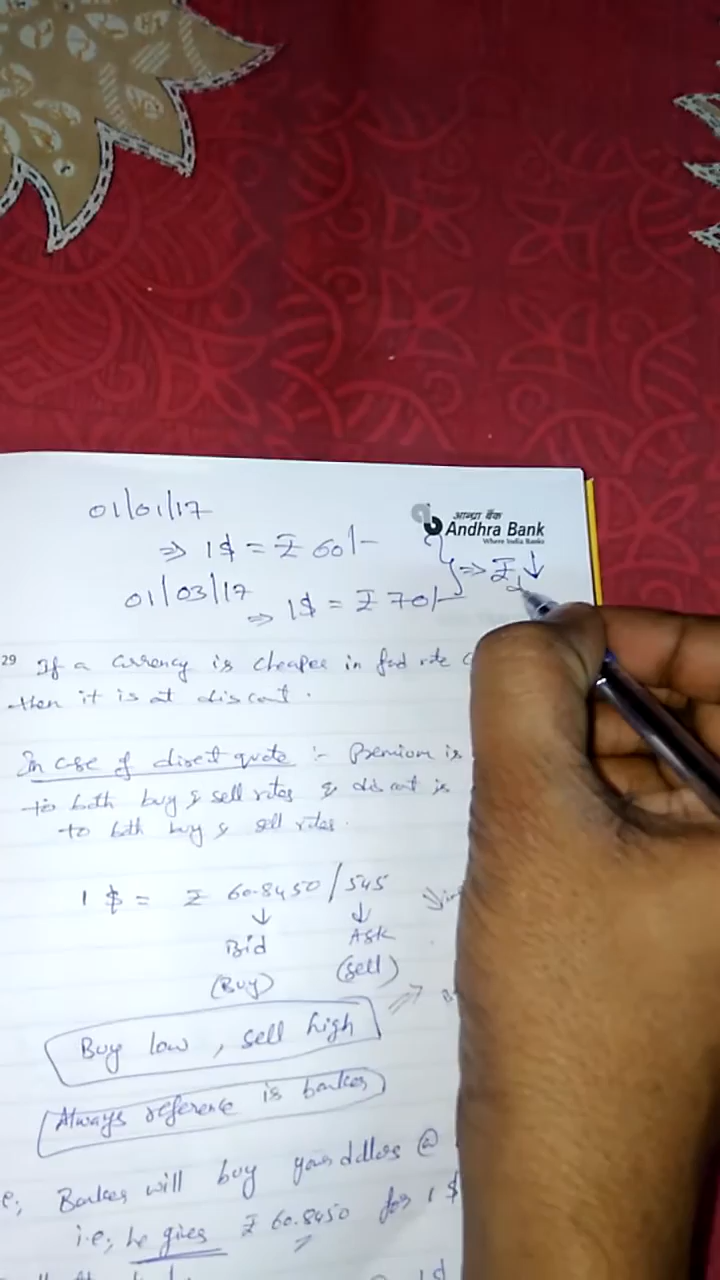 01/01/17
आन्ध्रा बैंक
Andhra Bank
Where India Banks
⇒ 1$ = ₹ 60/-
⇒ ₹ ↓
01/03/17
⇒ 1$ = ₹ 70/-
29 If a currency is cheaper in fwd rate
then it is at discount.
In case of direct quote :- Premium is
to both buy & sell rates & discount is
to both buy & sell rates.
1 $ = ₹ 60.8450 / 545
↓ ↓
Bid Ask
(Buy) (sell)
Buy low, sell high
Always reference is banker
Banker will buy your dollars @
i.e; he gives ₹ 60.8450 for 1 $